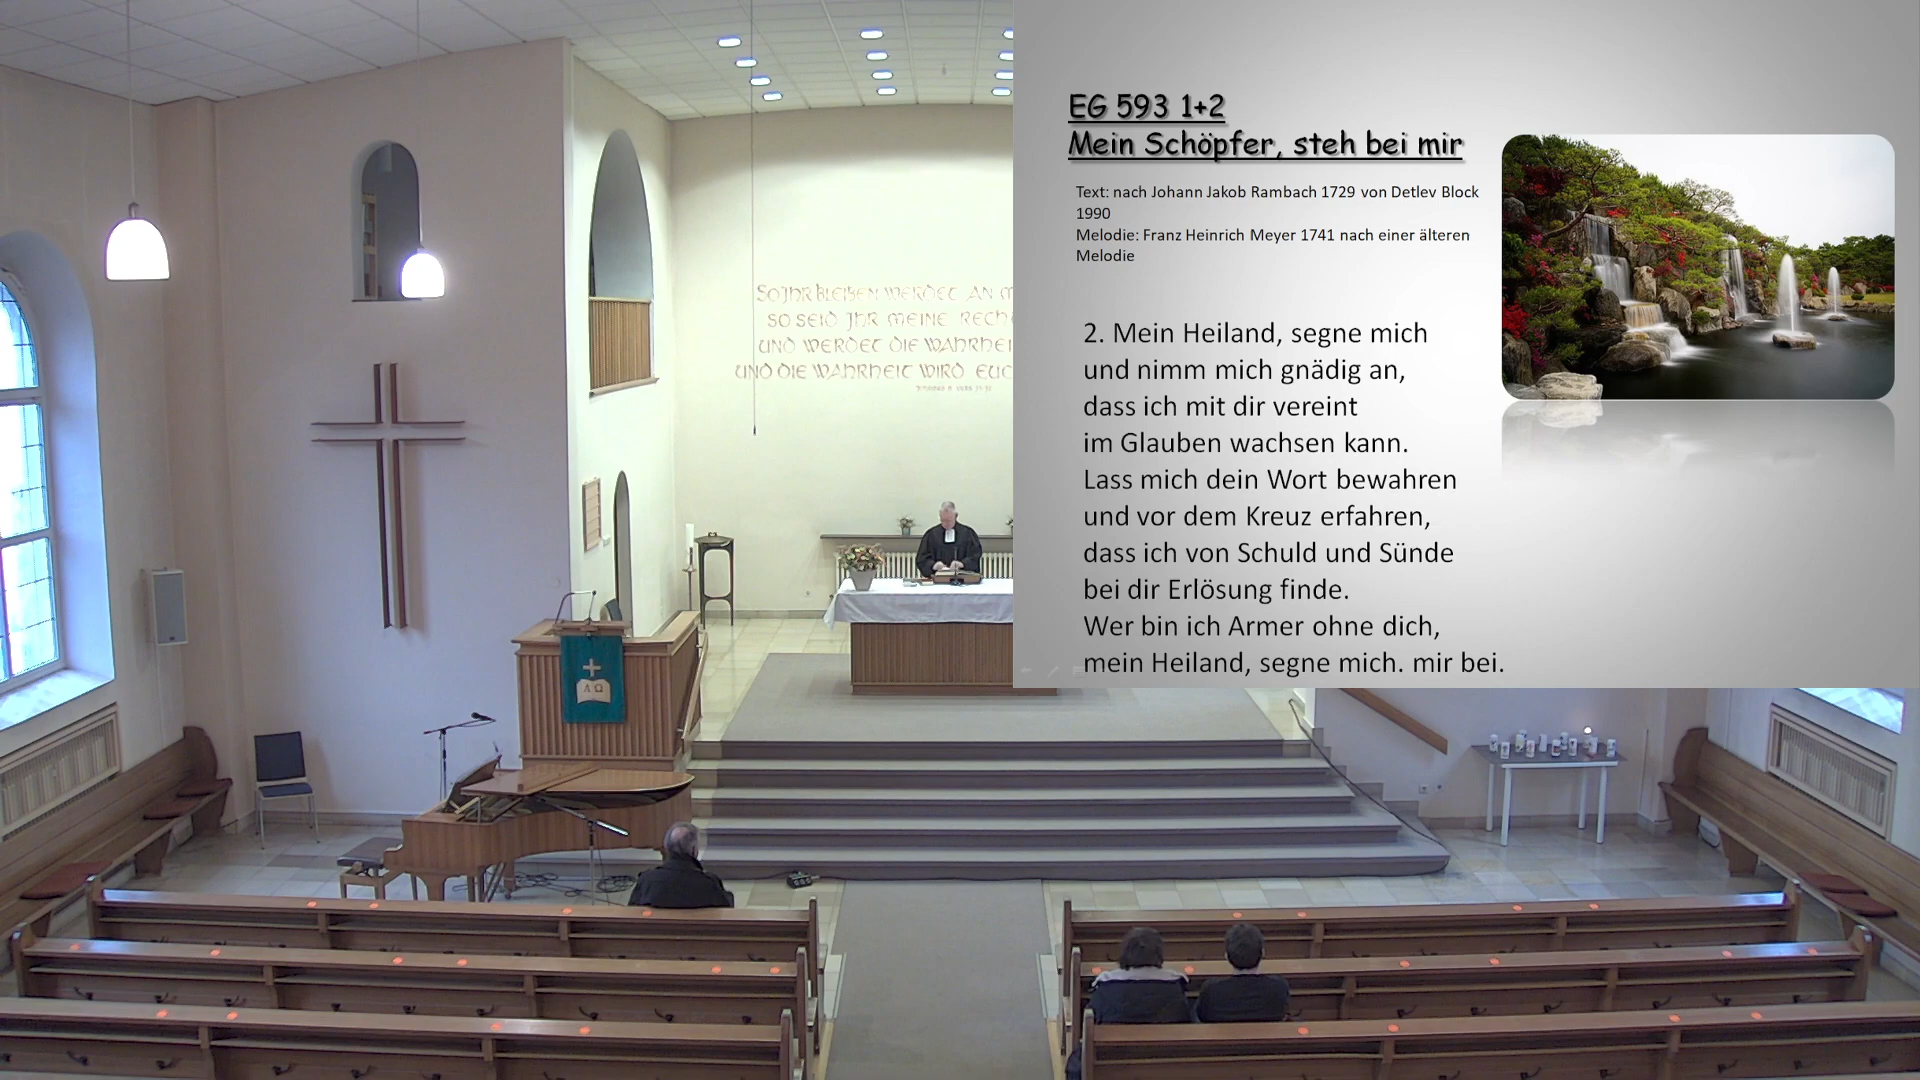 EG 593 1+2
Mein Schöpfer, steh bei mir
Text: nach Johann Jakob Rambach 1729 von Detlev Block
1990
Melodie: Franz Heinrich Meyer 1741 nach einer älteren
Melodie
2. Mein Heiland, segne mich
und nimm mich gnädig an,
dass ich mit dir vereint
im Glauben wachsen kann.
Lass mich dein Wort bewahren
und vor dem Kreuz erfahren,
dass ich von Schuld und Sünde
bei dir Erlösung finde.
Wer bin ich Armer ohne dich,
mein Heiland, segne mich. mir bei.
SO IHR BLEIBEN WERDET AN
SO SEID IHR MEINE
UND WERDET DIE
UND DIE WAHRHEIT WIRD
ΑΩ